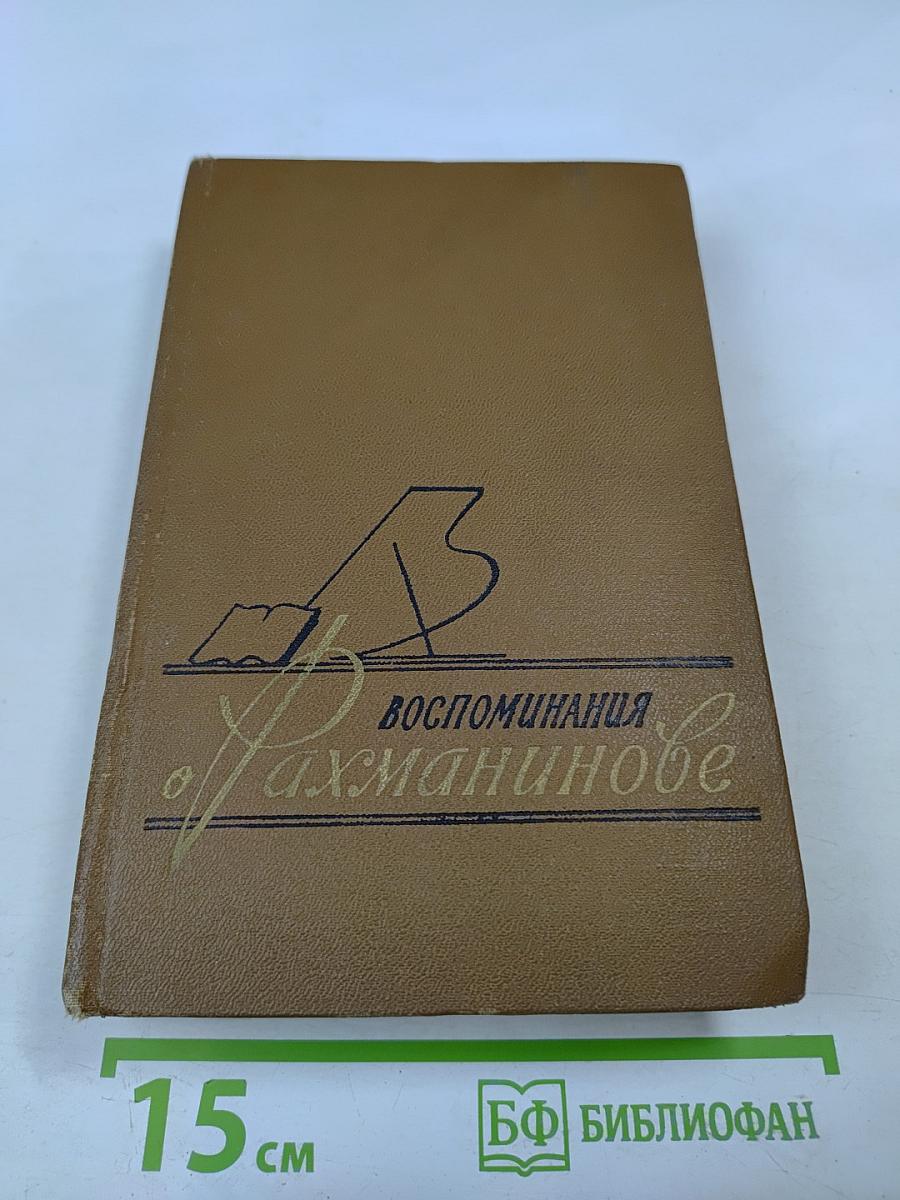 ВОСПОМИНАНИЯ
о Рахманинове
15 см
БФ БИБЛИОФАН